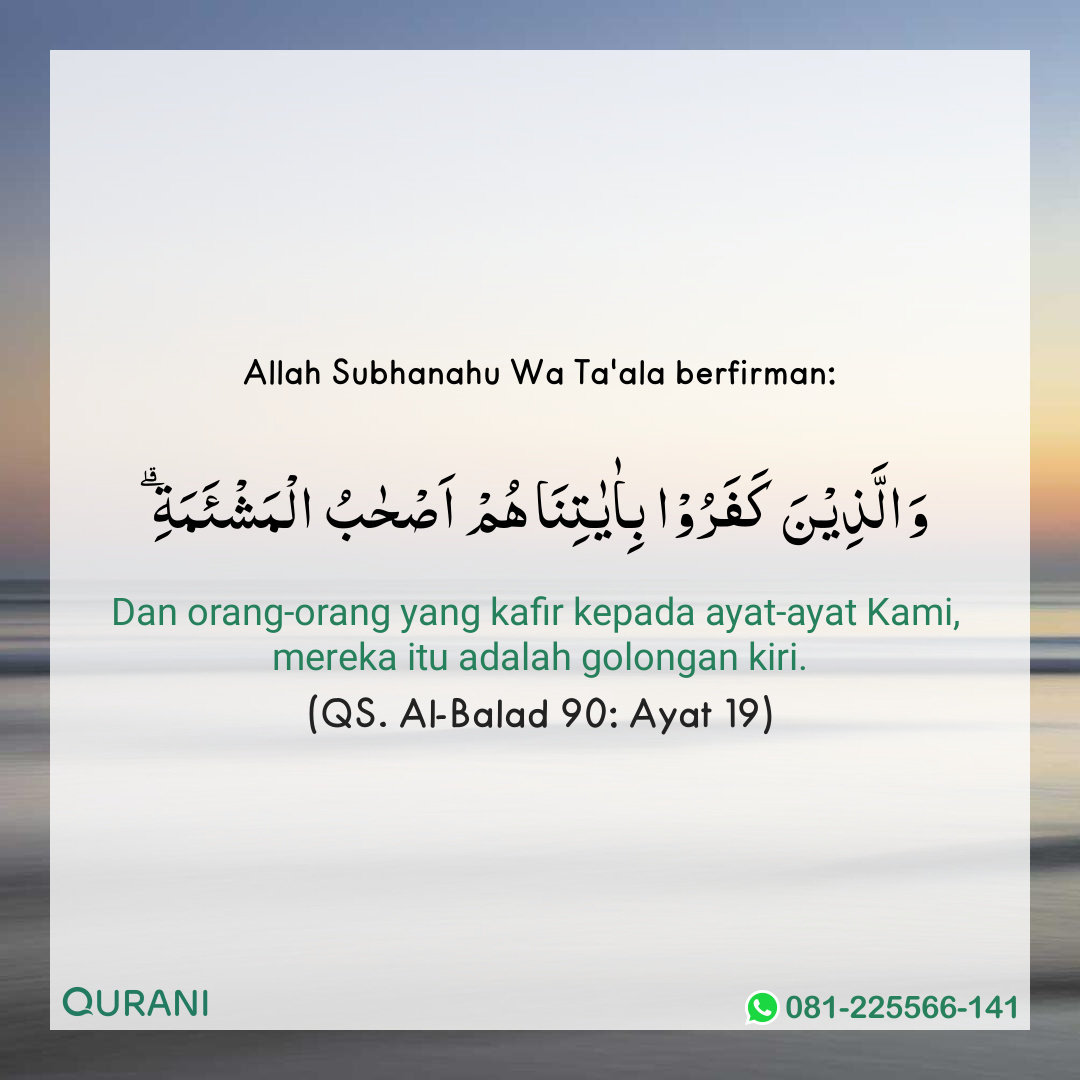 Allah Subhanahu Wa Ta'ala berfirman:
وَالَّذِيْنَ كَفَرُوْا بِاٰيٰتِنَا هُمْ اَصْحٰبُ الْمَشْئَمَةِۗ
Dan orang-orang yang kafir kepada ayat-ayat Kami,
mereka itu adalah golongan kiri.
(QS. Al-Balad 90: Ayat 19)
QURANI
081-225566-141